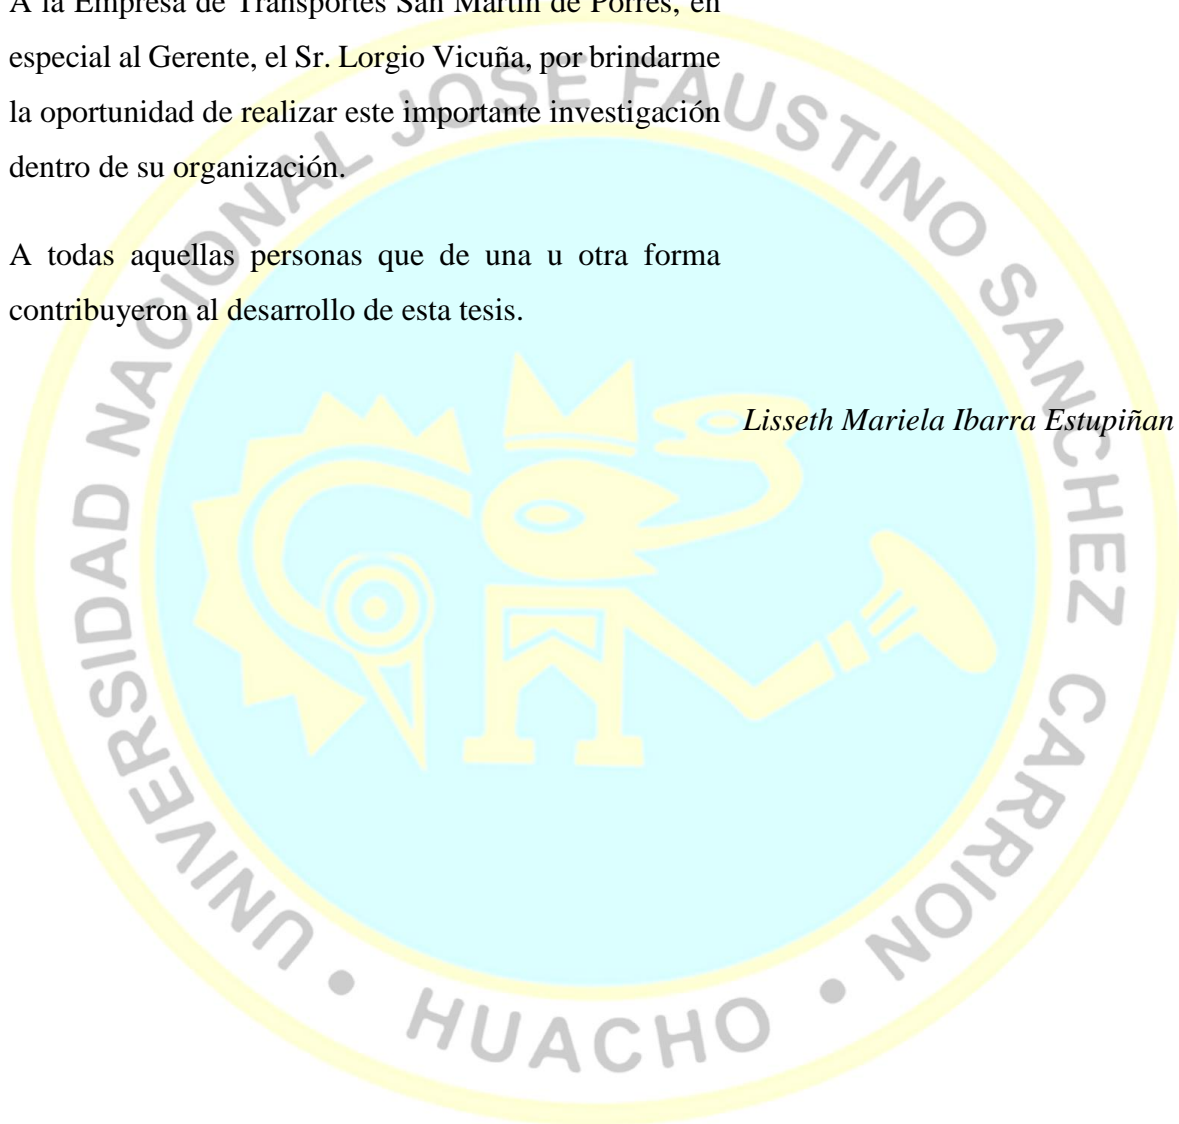 A la Empresa de Transportes San Martín de Porres, en
especial al Gerente, el Sr. Lorgio Vicuña, por brindarme
la oportunidad de realizar este importante investigación
dentro de su organización.
A todas aquellas personas que de una u otra forma
contribuyeron al desarrollo de esta tesis.
Lisseth Mariela Ibarra Estupiñan
UNIVERSIDAD NACIONAL JOSE FAUSTINO SANCHEZ CARRION
• HUACHO •